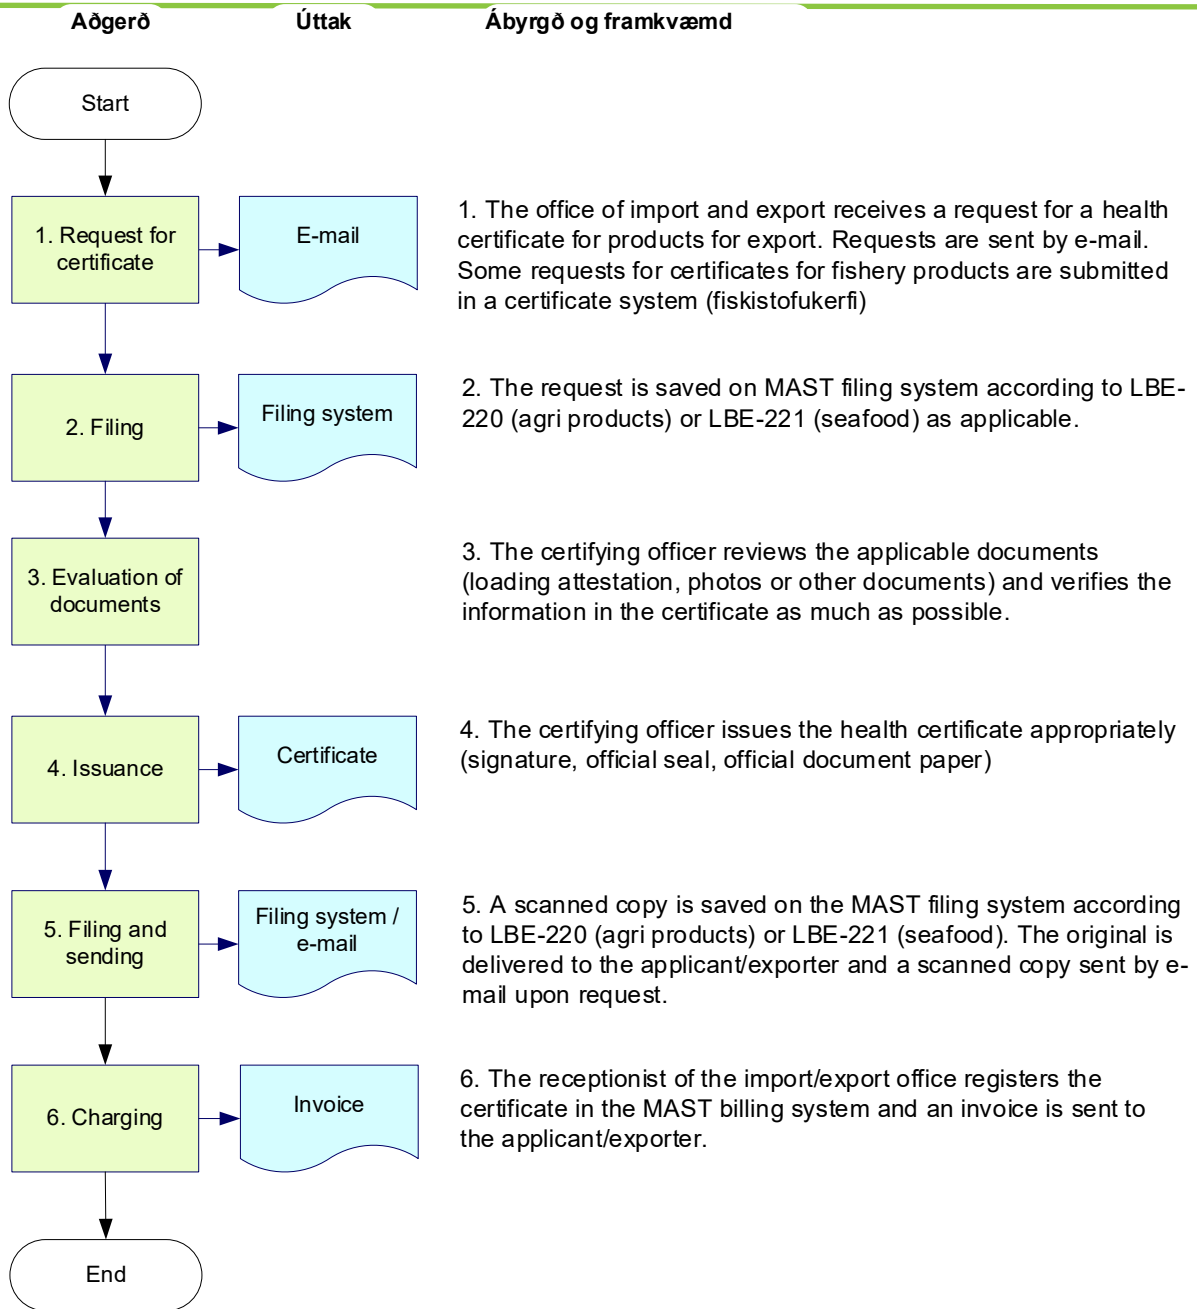 Aðgerð Úttak Ábyrgð og framkvæmd
Start
1. Request for
certificate
E-mail
1. The office of import and export receives a request for a health
certificate for products for export. Requests are sent by e-mail.
Some requests for certificates for fishery products are submitted
in a certificate system (fiskistofukerfi)
2. Filing
Filing system
2. The request is saved on MAST filing system according to LBE-
220 (agri products) or LBE-221 (seafood) as applicable.
3. Evaluation of
documents
3. The certifying officer reviews the applicable documents
(loading attestation, photos or other documents) and verifies the
information in the certificate as much as possible.
4. Issuance
Certificate
4. The certifying officer issues the health certificate appropriately
(signature, official seal, official document paper)
5. Filing and
sending
Filing system /
e-mail
5. A scanned copy is saved on the MAST filing system according
to LBE-220 (agri products) or LBE-221 (seafood). The original is
delivered to the applicant/exporter and a scanned copy sent by e-
mail upon request.
6. Charging
Invoice
6. The receptionist of the import/export office registers the
certificate in the MAST billing system and an invoice is sent to
the applicant/exporter.
End